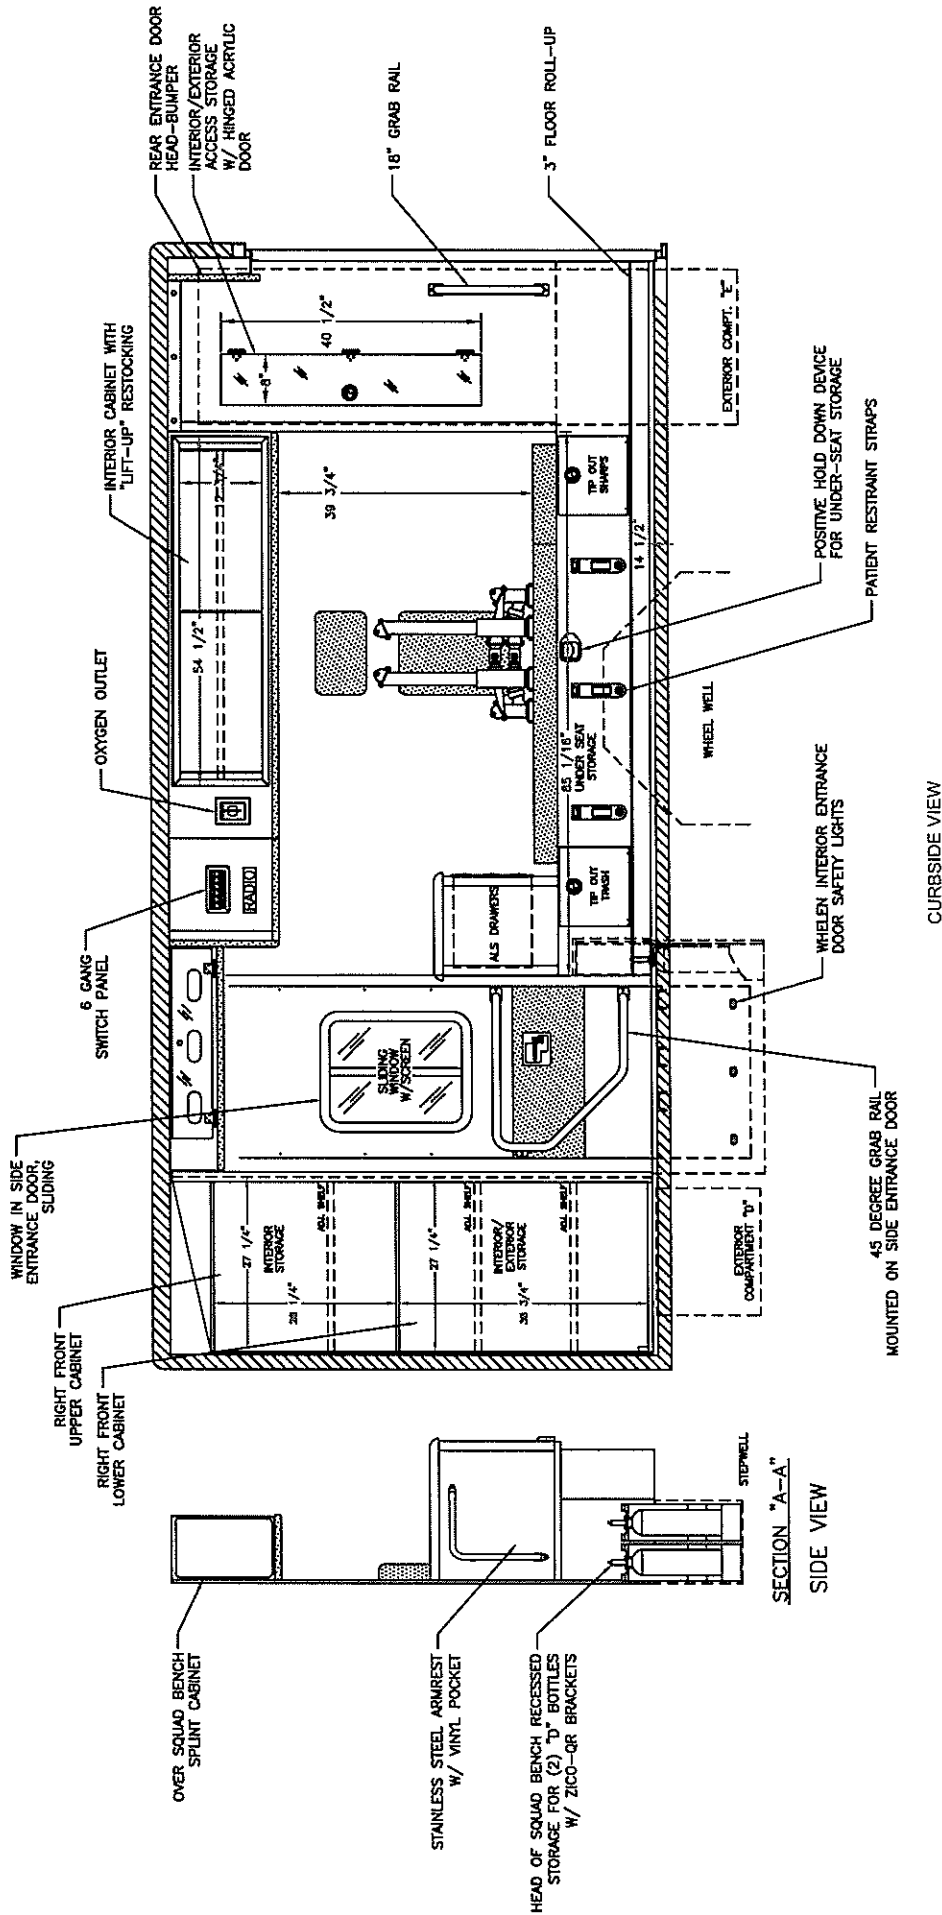 REAR ENTRANCE DOOR
HEAD-BUMPER
INTERIOR/EXTERIOR
ACCESS STORAGE
W/ HINGED ACRYLIC
DOOR
18" GRAB RAIL
3" FLOOR ROLL-UP
INTERIOR CABINET WITH
"LIFT-UP" RESTOCKING
OXYGEN OUTLET
6 GANG
SWITCH PANEL
WINDOW IN SIDE
ENTRANCE DOOR,
SLIDING
RIGHT FRONT
UPPER CABINET
RIGHT FRONT
LOWER CABINET
OVER SQUAD BENCH
SPLINT CABINET
STAINLESS STEEL ARMREST
W/ VINYL POCKET
HEAD OF SQUAD BENCH RECESSED
STORAGE FOR (2) "D" BOTTLES
W/ ZICO-QR BRACKETS
STEPWELL
SECTION "A-A"
SIDE VIEW
27 1/4"
INTERIOR
STORAGE
28 1/4"
ADJ. SHELF
27 1/4"
ADJ. SHELF
INTERIOR/
EXTERIOR
STORAGE
ADJ. SHELF
EXTERIOR
COMPARTMENT "D"
SLIDING
WINDOW
W/SCREEN
RADIO
54 1/2"
39 3/4"
8"
40 1/2"
ALS DRAWERS
TIP OUT
TRASH
85 1/16"
UNDER SEAT
STORAGE
TIP OUT
SHARPS
14 1/2"
WHEEL WELL
EXTERIOR COMPT. "E"
POSITIVE HOLD DOWN DEVICE
FOR UNDER-SEAT STORAGE
PATIENT RESTRAINT STRAPS
WHELEN INTERIOR ENTRANCE
DOOR SAFETY LIGHTS
45 DEGREE GRAB RAIL
MOUNTED ON SIDE ENTRANCE DOOR
CURBSIDE VIEW